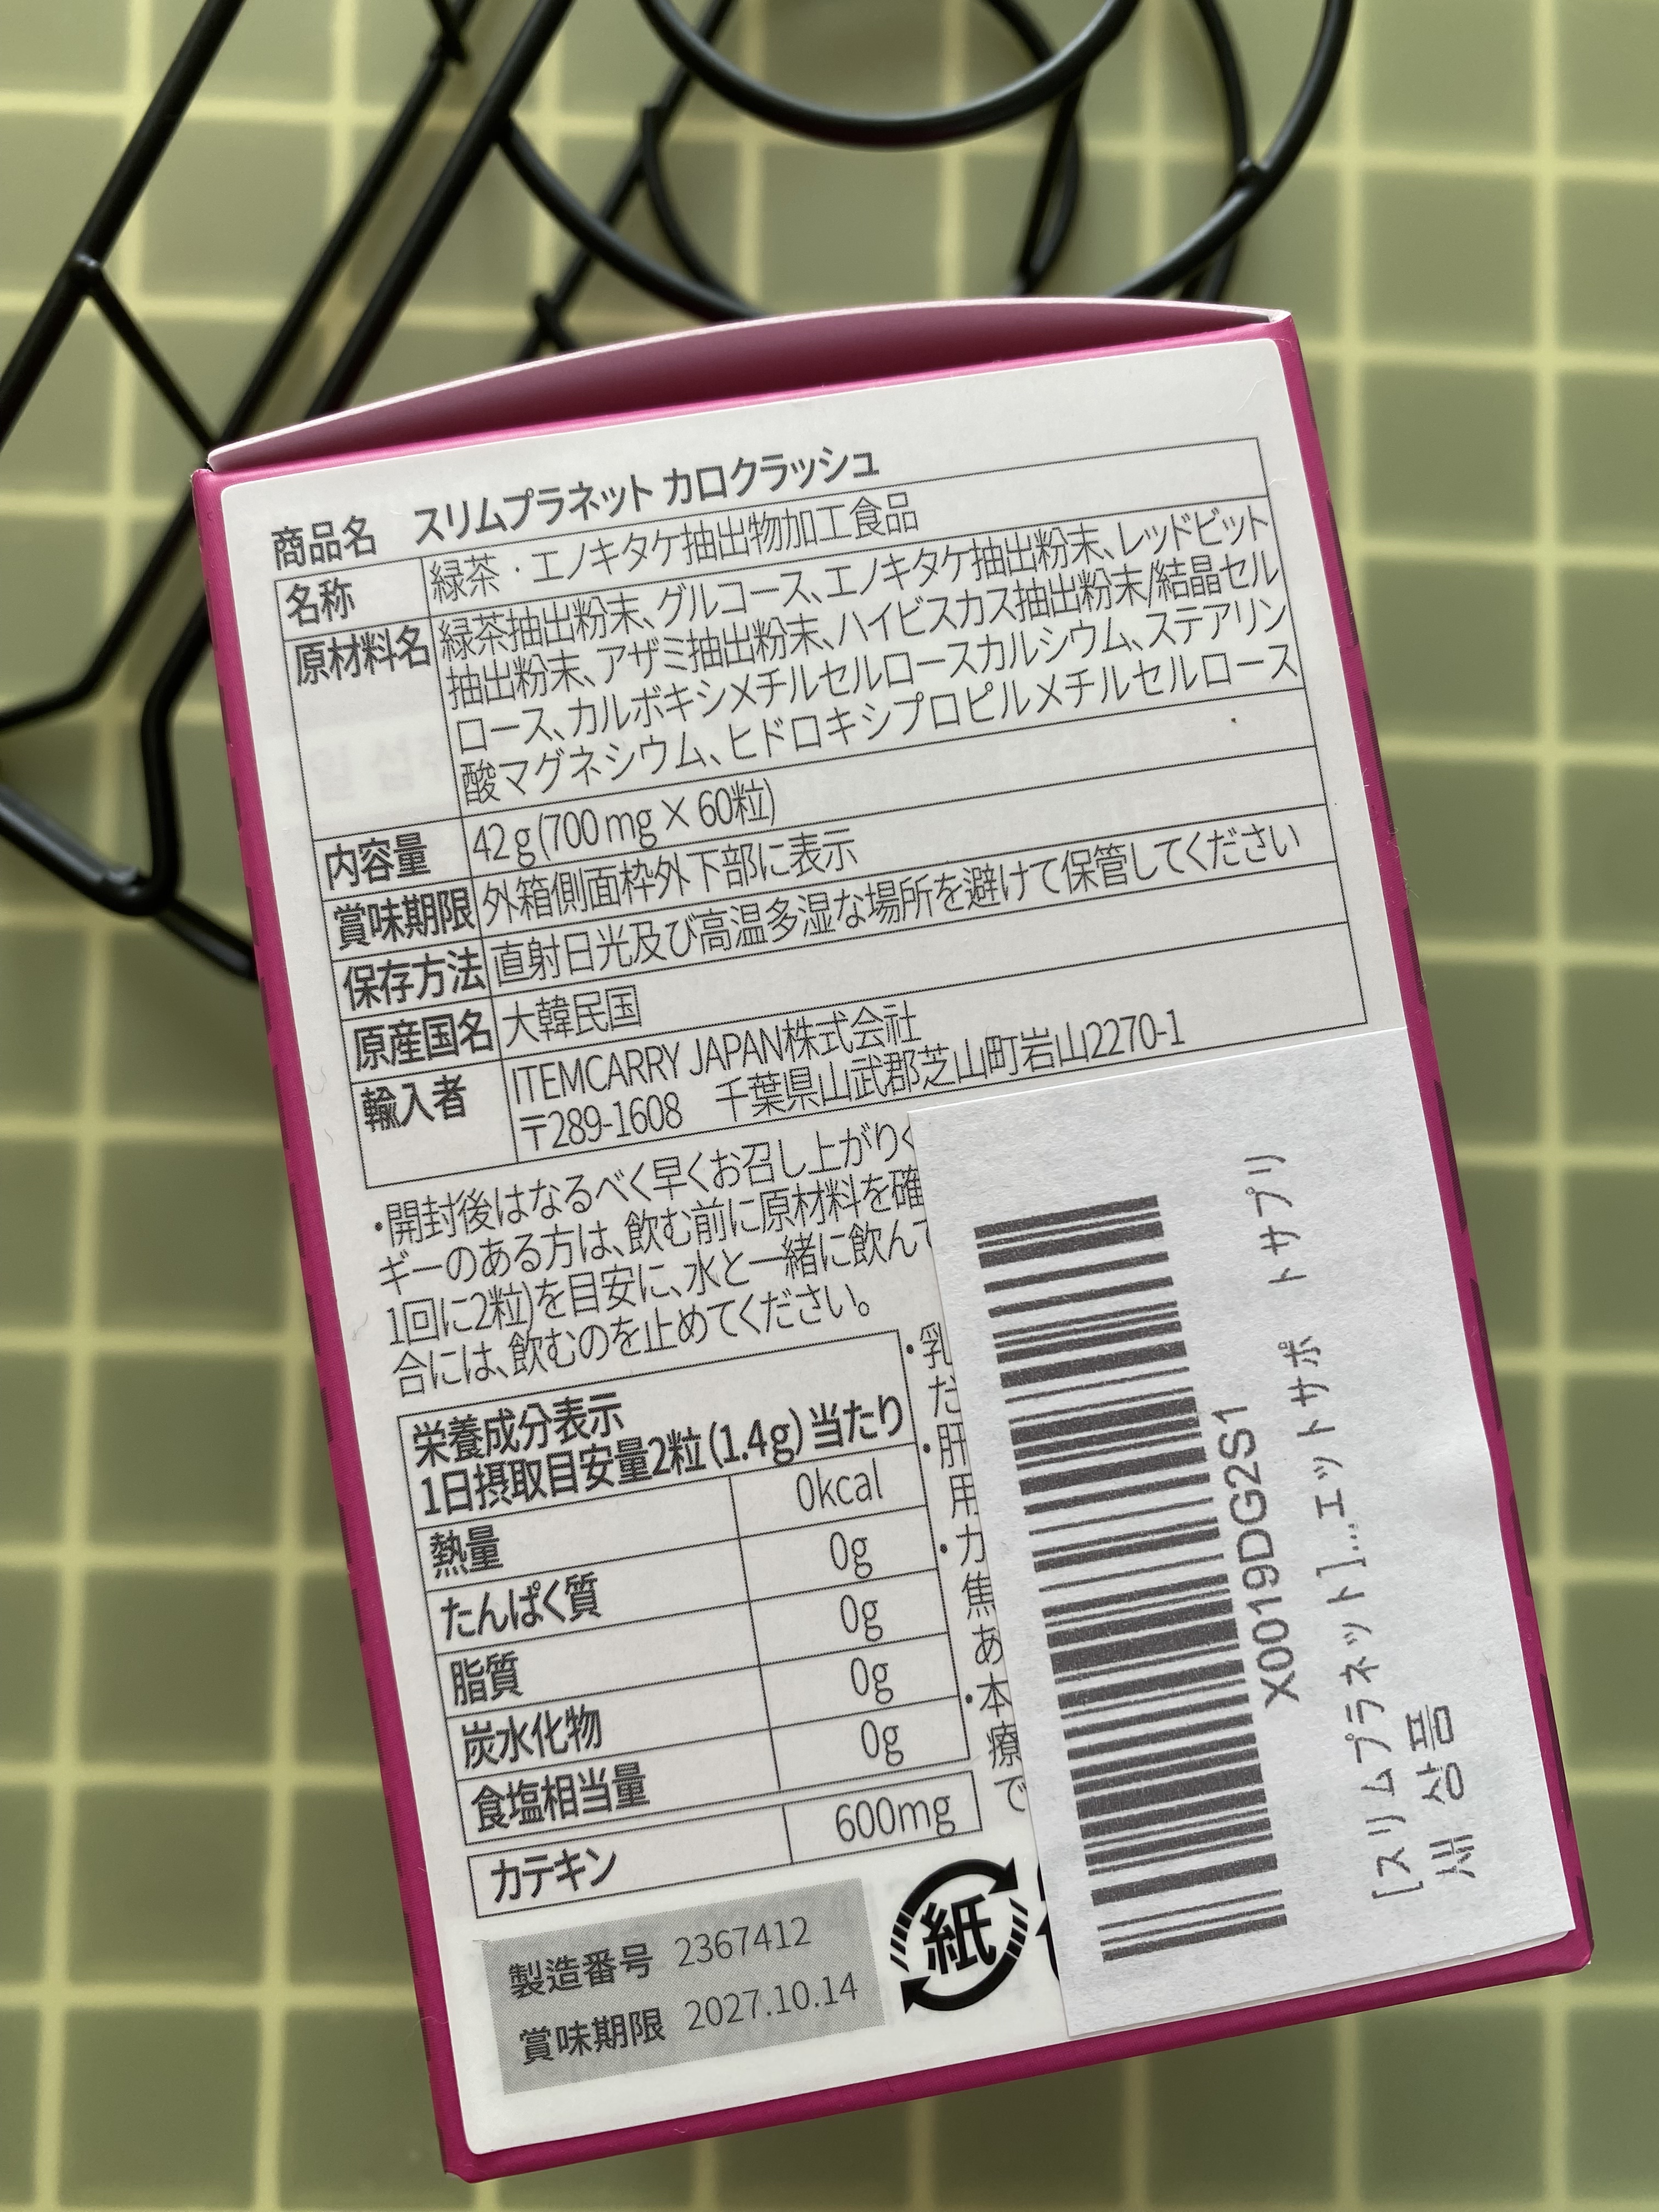 商品名 スリムプラネット カロクラッシュ
名称 緑茶・エノキタケ抽出物加工食品
原材料名 緑茶抽出粉末、グルコース、エノキタケ抽出粉末、レッドビット
抽出粉末、アザミ抽出粉末、ハイビスカス抽出粉末/結晶セル
ロース、カルボキシメチルセルロースカルシウム、ステアリン
酸マグネシウム、ヒドロキシプロピルメチルセルロース
内容量 42g(700mg×60粒)
賞味期限 外箱側面枠外下部に表示
保存方法 直射日光及び高温多湿な場所を避けて保管してください
原産国名 大韓民国
輸入者 ITEMCARRY JAPAN株式会社
〒289-1608 千葉県山武郡芝山町岩山2270-1
・開封後はなるべく早くお召し上がりく
ギーのある方は、飲む前に原材料を確
1回に2粒)を目安に、水と一緒に飲んで
合には、飲むのを止めてください。
栄養成分表示
1日摂取目安量2粒(1.4g)当たり
熱量 0kcal
たんぱく質 0g
脂質 0g
炭水化物 0g
食塩相当量 0g
カテキン 600mg
・乳
だ
・肝
用
・カ
焦
あ
・本
療
で
製造番号 2367412
賞味期限 2027.10.14
紙
X0019DG2S1
[スリムプラネット]...エットサポートサプリ
새 상품